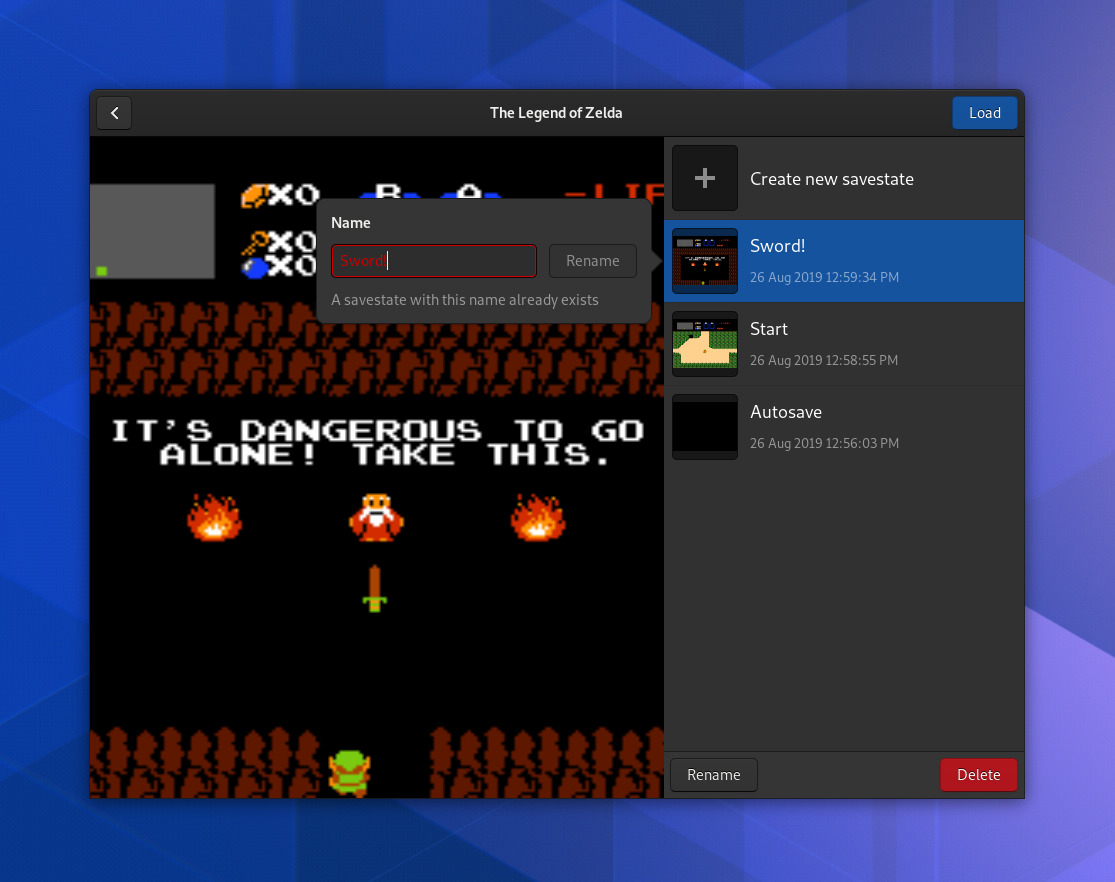 The Legend of Zelda
Load
X0 B A -LIF
X0
X0
Name
Sword!
Rename
A savestate with this name already exists
IT'S DANGEROUS TO GO
ALONE! TAKE THIS.
Create new savestate
Sword!
26 Aug 2019 12:59:34 PM
Start
26 Aug 2019 12:58:55 PM
Autosave
26 Aug 2019 12:56:03 PM
Rename
Delete